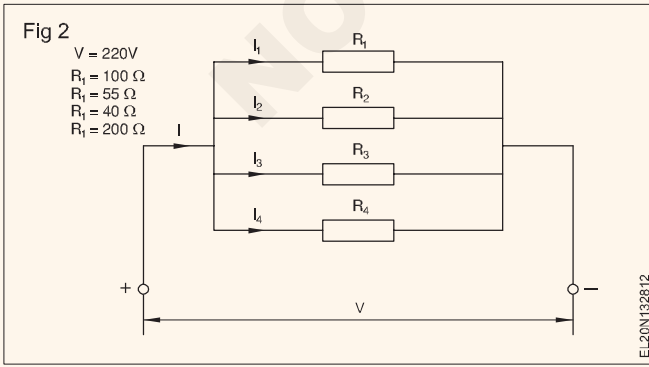 Fig 2
V = 220V
R₁ = 100 Ω
R₁ = 55 Ω
R₁ = 40 Ω
R₁ = 200 Ω
I
I₁ R₁
I₂ R₂
I₃ R₃
I₄ R₄
+ −
V
EL20N132812
NO